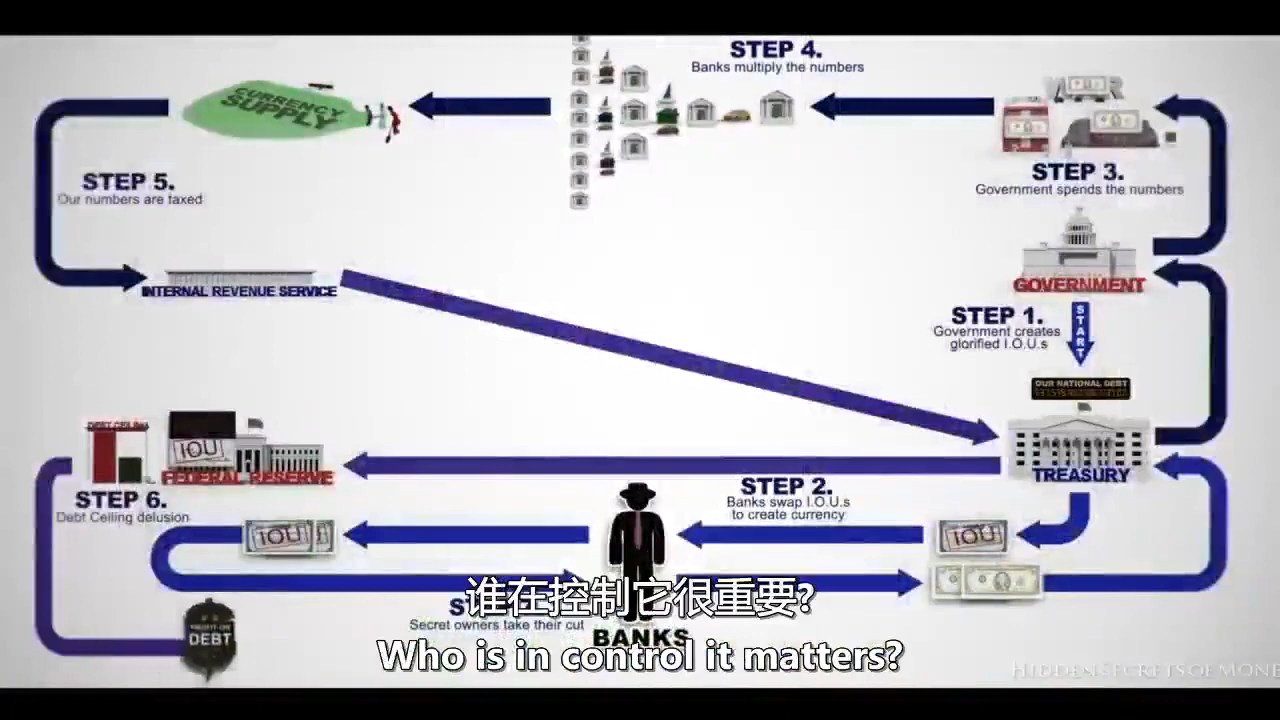 STEP 4.
Banks multiply the numbers
CURRENCY
SUPPLY
STEP 5.
Our numbers are taxed
STEP 3.
Government spends the numbers
INTERNAL REVENUE SERVICE
GOVERNMENT
STEP 1.
Government creates
glorified I.O.U.s
START
OUR NATIONAL DEBT
DEBT CEILING
IOU
FEDERAL RESERVE
TREASURY
STEP 6.
Debt Ceiling delusion
STEP 2.
Banks swap I.O.U.s
to create currency
IOU
IOU
Secret owners take their cut
BANKS
DEBT
谁在控制它很重要?
Who is in control it matters?
HIDDENSECRETSOFMONE